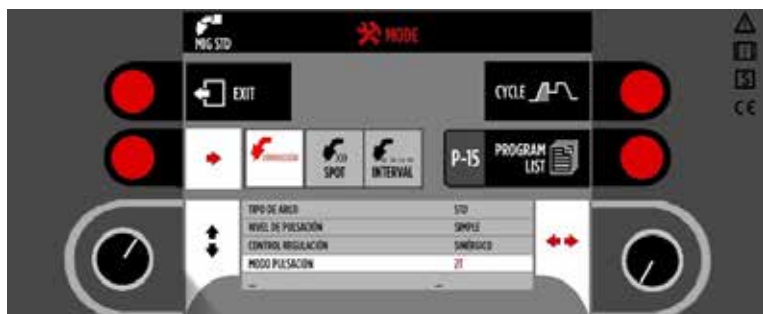 MIG STD
MODE
EXIT
CYCLE
SPOT
INTERVAL
P-15
PROGRAM LIST
TIPO DE ARCO STD
NIVEL DE PULSACIÓN SIMPLE
CONTROL REGULACIÓN SINÉRGICO
MODO PULSACIÓN 2T
--- ---
CE